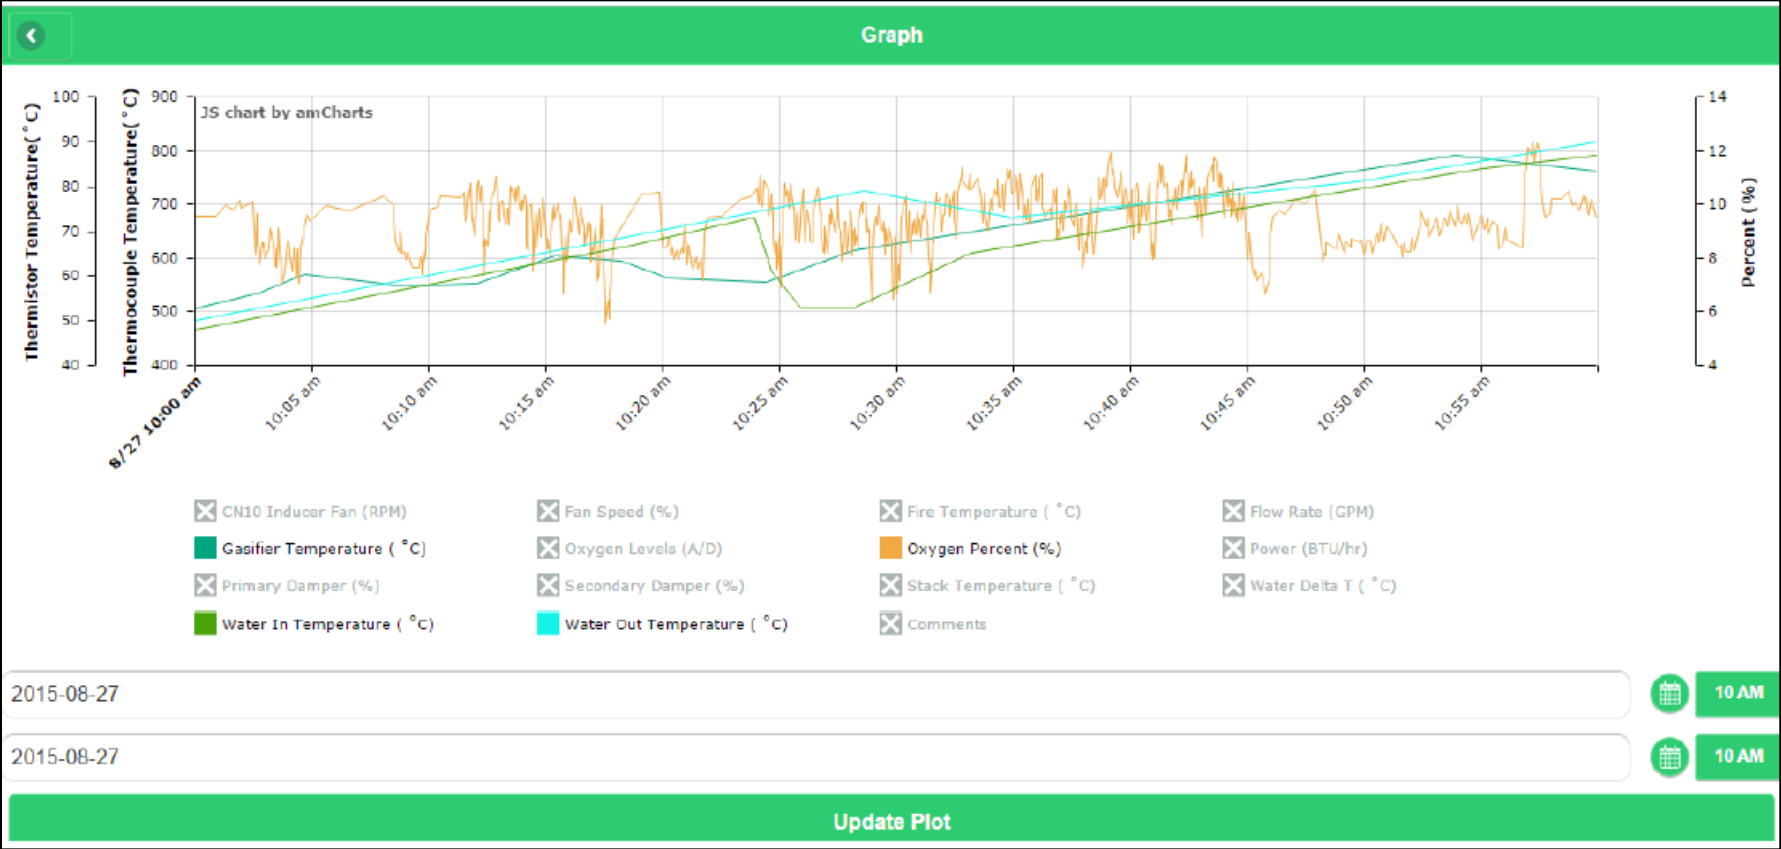 Graph
JS chart by amCharts
Thermistor Temperature(˚C)
100
90
80
70
60
50
40
Thermocouple Temperature(˚C)
900
800
700
600
500
400
14
12
10
8
6
4
Percent (%)
8/27 10:00 am
10:05 am
10:10 am
10:15 am
10:20 am
10:25 am
10:30 am
10:35 am
10:40 am
10:45 am
10:50 am
10:55 am
CN10 Inducer Fan (RPM) Fan Speed (%) Fire Temperature ( ˚C) Flow Rate (GPM)
Gasifier Temperature ( ˚C) Oxygen Levels (A/D) Oxygen Percent (%) Power (BTU/hr)
Primary Damper (%) Secondary Damper (%) Stack Temperature ( ˚C) Water Delta T ( ˚C)
Water In Temperature ( ˚C) Water Out Temperature ( ˚C) Comments
2015-08-27 10 AM
2015-08-27 10 AM
Update Plot